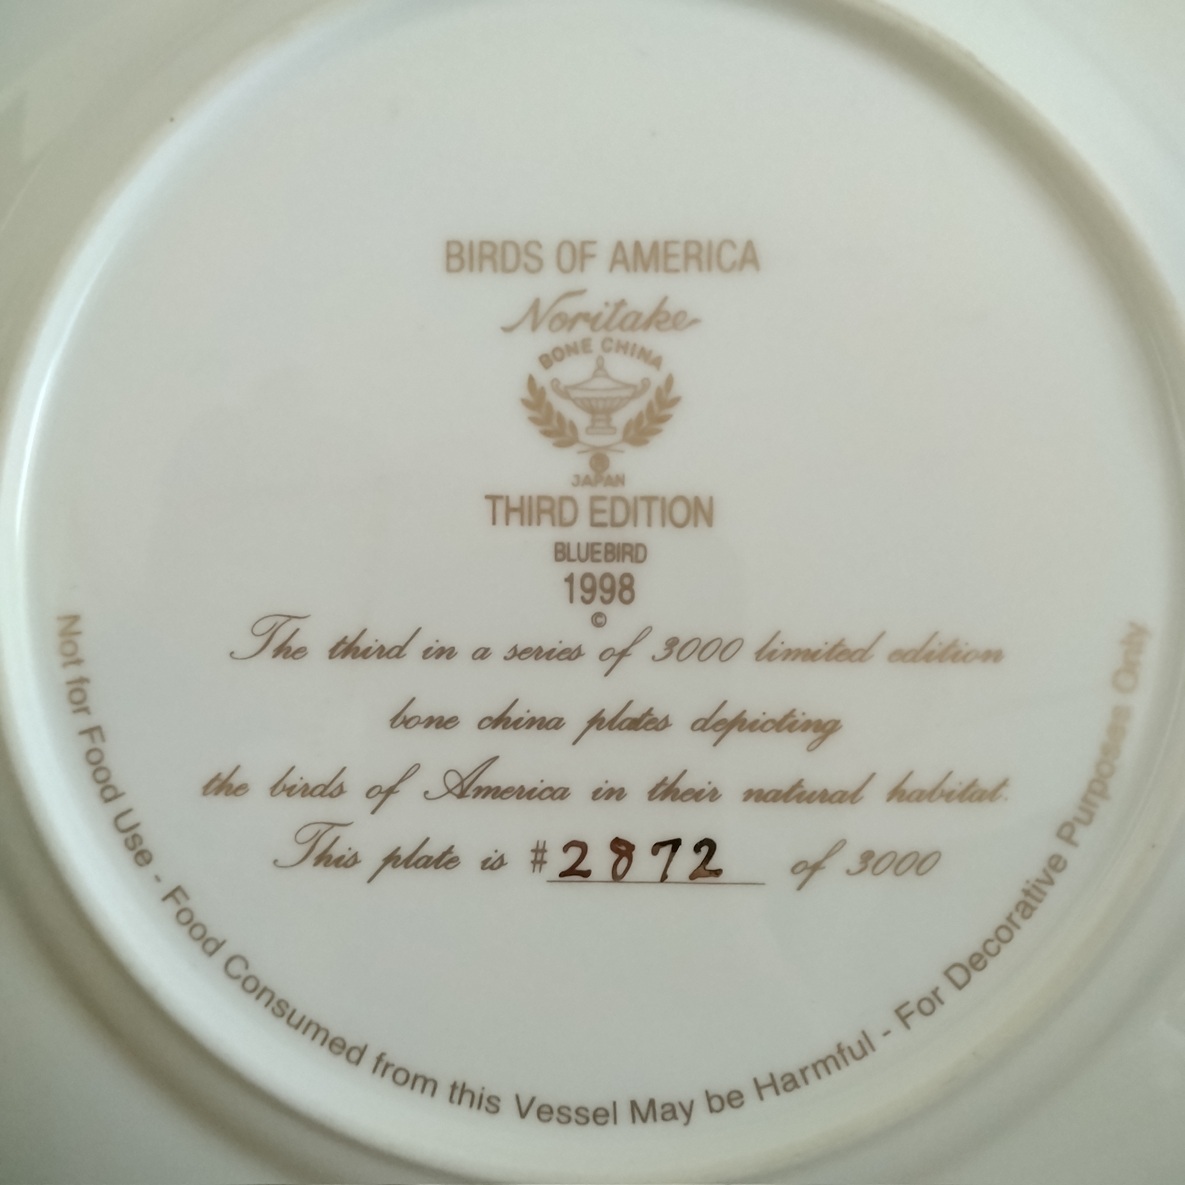 BIRDS OF AMERICA
Noritake
BONE CHINA
JAPAN
THIRD EDITION
BLUEBIRD
1998
©
The third in a series of 3000 limited edition
bone china plates depicting
the birds of America in their natural habitat.
This plate is #2872 of 3000
Not for Food Use - Food Consumed from this Vessel May be Harmful - For Decorative Purposes Only